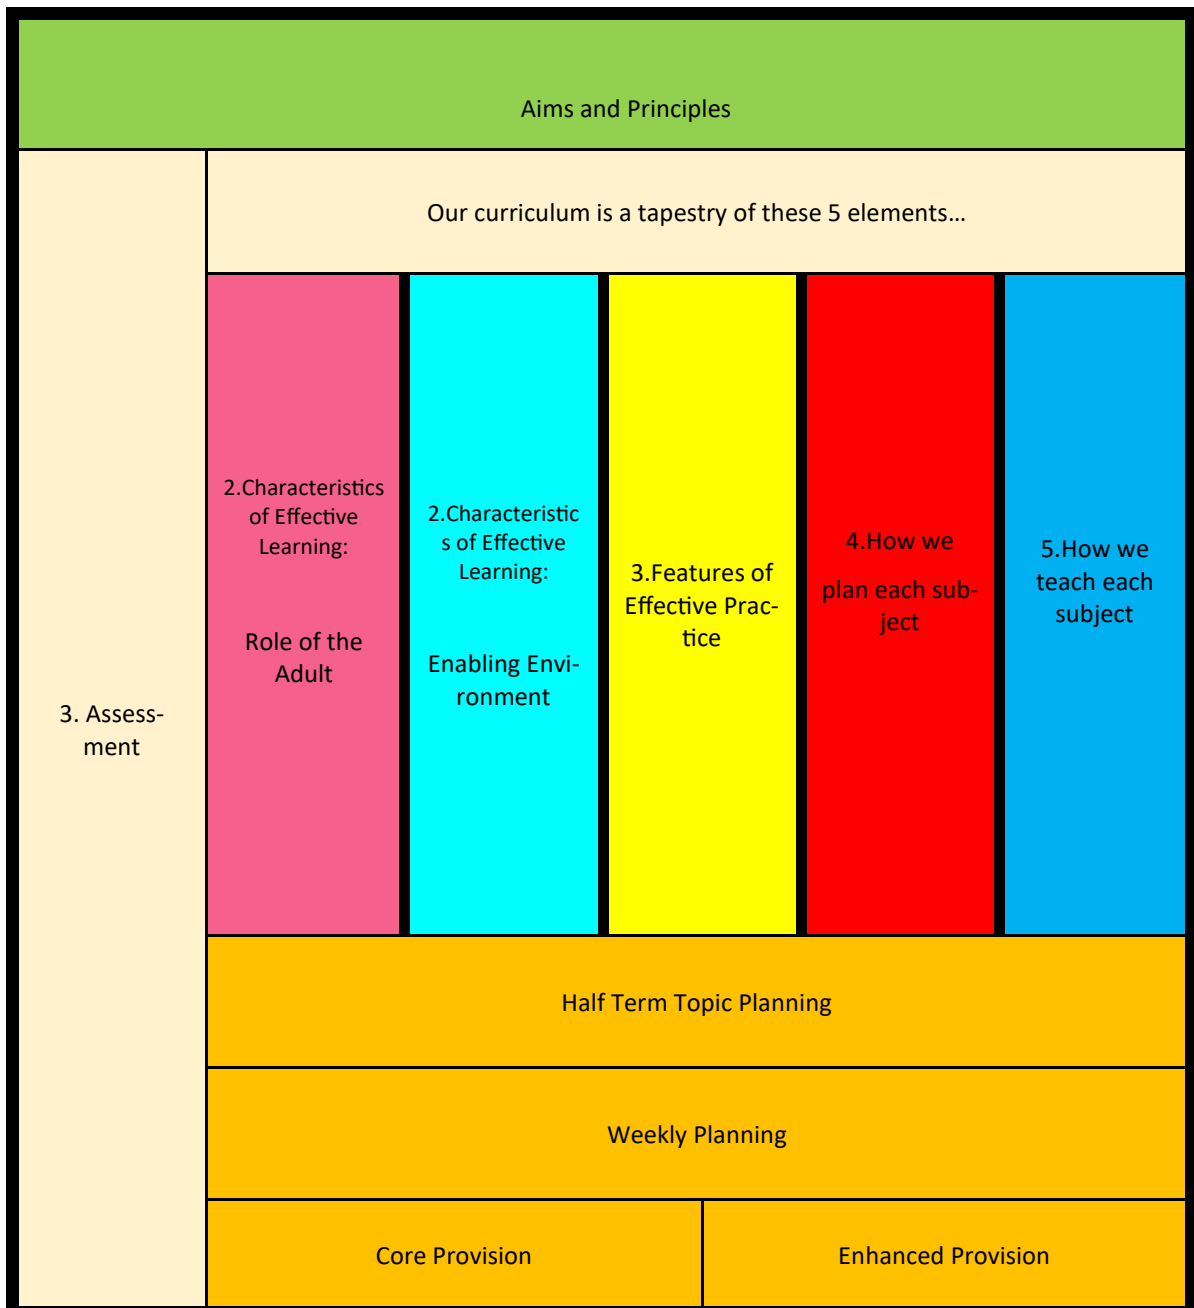 Aims and Principles
Our curriculum is a tapestry of these 5 elements…
2.Characteristics
of Effective
Learning:
Role of the
Adult
2.Characteristic
s of Effective
Learning:
Enabling Envi-
ronment
3.Features of
Effective Prac-
tice
4.How we
plan each sub-
ject
5.How we
teach each
subject
3. Assess-
ment
Half Term Topic Planning
Weekly Planning
Core Provision
Enhanced Provision